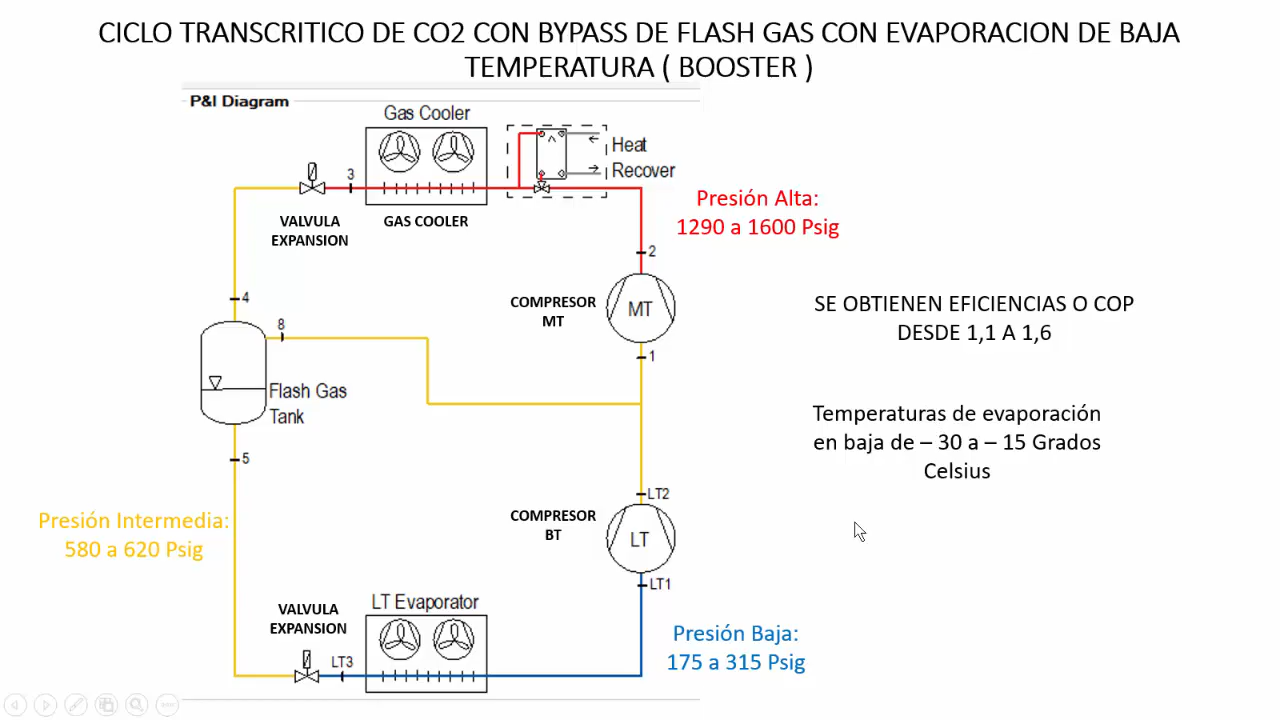 CICLO TRANSCRITICO DE CO2 CON BYPASS DE FLASH GAS CON EVAPORACION DE BAJA
TEMPERATURA ( BOOSTER )
P&I Diagram
Gas Cooler
Heat
Recover
3
VALVULA
EXPANSION
GAS COOLER
Presión Alta:
1290 a 1600 Psig
2
4
COMPRESOR
MT
MT
SE OBTIENEN EFICIENCIAS O COP
DESDE 1,1 A 1,6
8
1
Flash Gas
Tank
Temperaturas de evaporación
en baja de – 30 a – 15 Grados
Celsius
5
LT2
Presión Intermedia:
580 a 620 Psig
COMPRESOR
BT
LT
LT1
VALVULA
EXPANSION
LT Evaporator
LT3
Presión Baja:
175 a 315 Psig